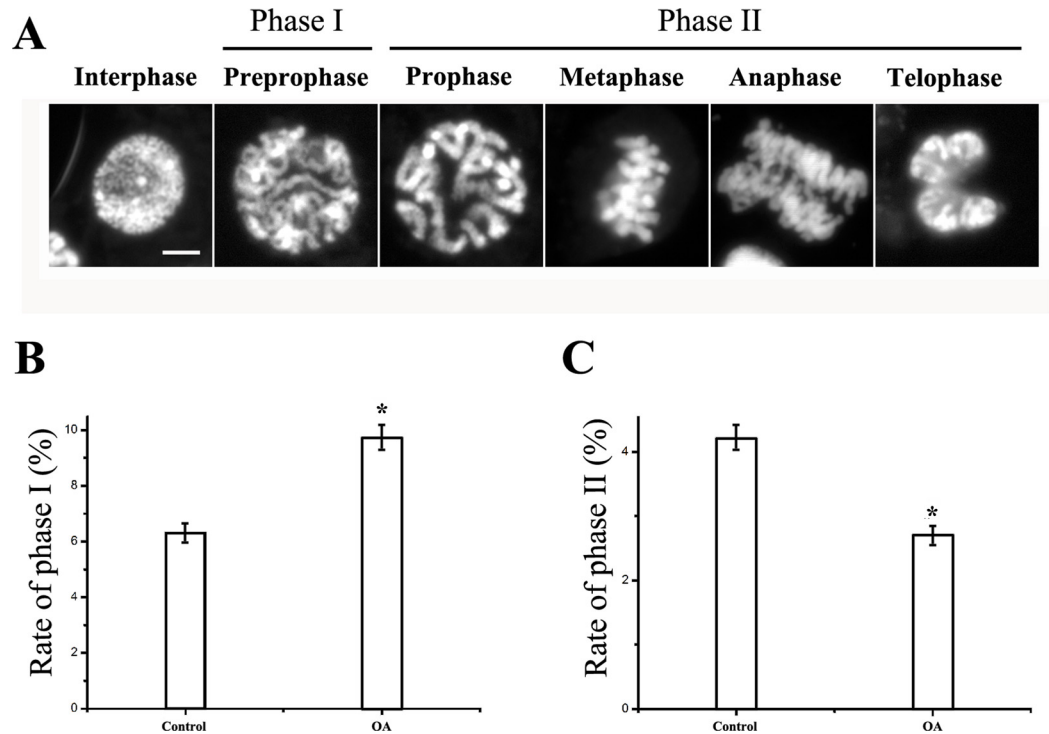 A
Phase I
Phase II
Interphase
Preprophase
Prophase
Metaphase
Anaphase
Telophase
B
Rate of phase I (%)
10
8
6
4
2
0
*
Control
OA
C
Rate of phase II (%)
4
2
0
*
Control
OA